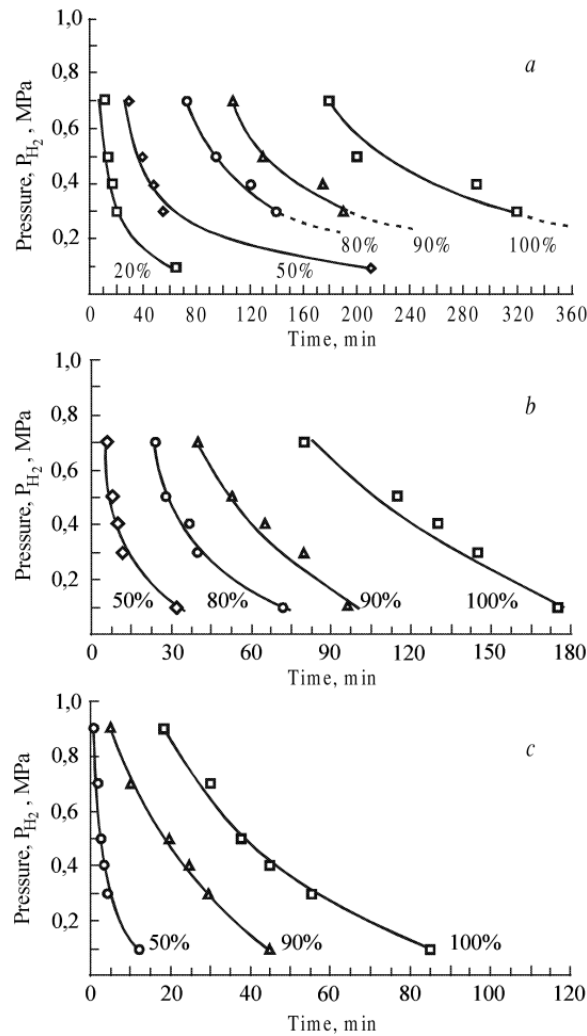 a
Pressure, P_H2 , MPa
1,0
0,8
0,6
0,4
0,2
20%
50%
80%
90%
100%
0 40 80 120 160 200 240 280 320 360
Time, min
b
Pressure, P_H2 , MPa
1,0
0,8
0,6
0,4
0,2
50%
80%
90%
100%
0 30 60 90 120 150 180
Time, min
c
Pressure, P_H2 , MPa
1,0
0,8
0,6
0,4
0,2
50%
90%
100%
0 20 40 60 80 100 120
Time, min